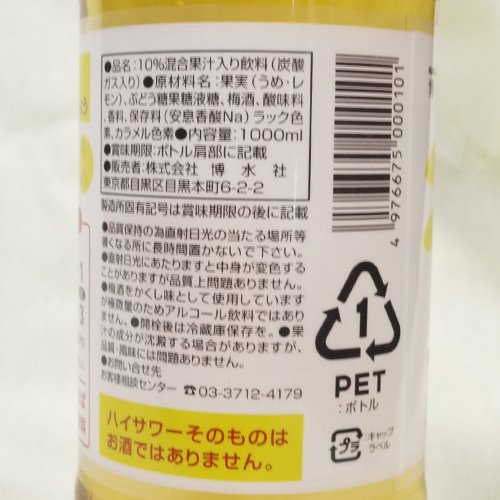 ●品名：10%混合果汁入り飲料(炭酸
ガス入り)●原材料名：果実(うめ・レ
モン)、ぶどう糖果糖液糖、梅酒、酸味料
、香料、保存料(安息香酸Na)ラック色
素、カラメル色素●内容量：1000ml
●賞味期限：ボトル肩部に記載
●販売者：株式会社 博水社
東京都目黒区目黒本町6-2-2
製造所固有記号は賞味期限の後に記載
●品質保持の為直射日光の当たる場所等
暑くなる所に長時間置かないで下さい。
●直射日光にあたりますと中身が変色する
ことがありますが品質上問題ありません。
●梅酒をかくし味として使用しています
が極微量のためアルコール飲料ではあり
ません。●開栓後は冷蔵庫保存を。●果
汁の成分が沈澱する場合がありますが、
品質・風味には問題ありません。
●お問い合せ先
お客様相談センター ☎03-3712-4179
ハイサワーそのものは
お酒ではありません。
4 976675 000101
1
PET
：ボトル
プラ
キャップ
ラベル